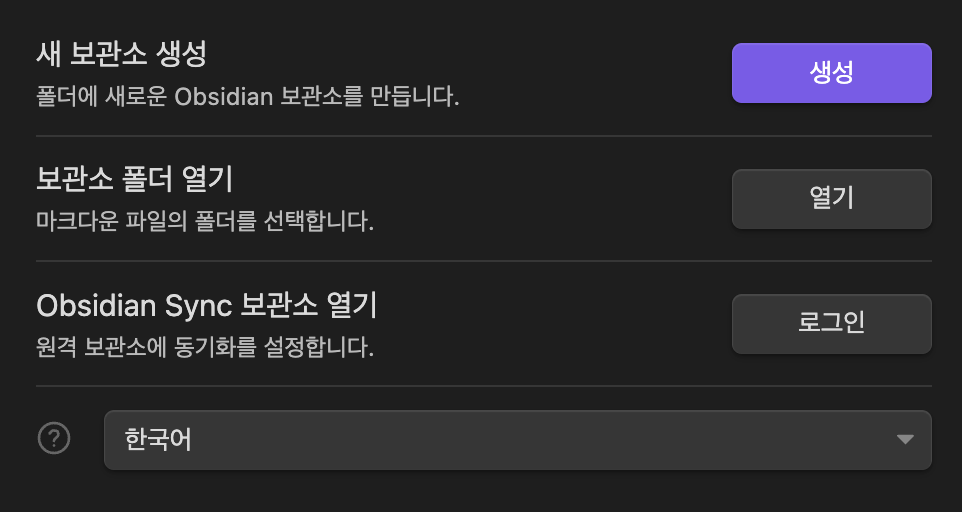 새 보관소 생성
폴더에 새로운 Obsidian 보관소를 만듭니다.
생성
보관소 폴더 열기
마크다운 파일의 폴더를 선택합니다.
열기
Obsidian Sync 보관소 열기
원격 보관소에 동기화를 설정합니다.
로그인
?
한국어